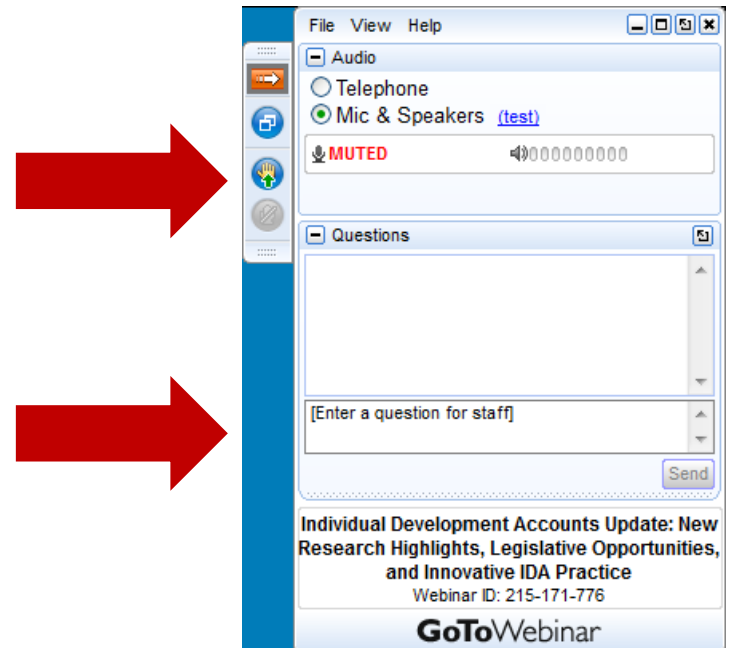 File View Help
Audio
Telephone
Mic & Speakers (test)
MUTED 000000000
Questions
[Enter a question for staff]
Send
Individual Development Accounts Update: New
Research Highlights, Legislative Opportunities,
and Innovative IDA Practice
Webinar ID: 215-171-776
GoToWebinar